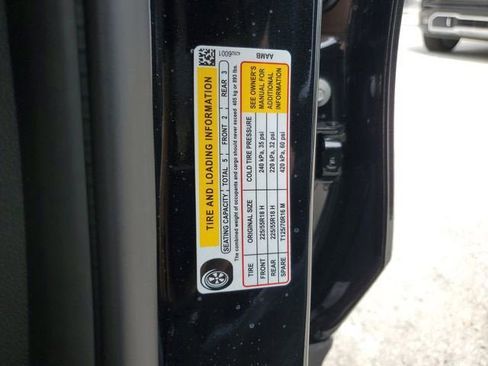 TIRE AND LOADING INFORMATION
SEATING CAPACITY TOTAL 5 FRONT 2 REAR 3
The combined weight of occupants and cargo should never exceed 405 kg or 893 lbs.
TIRE ORIGINAL SIZE COLD TIRE PRESSURE
FRONT 225/55R18 H 240 kPa, 35 psi
REAR 225/55R18 H 220 kPa, 32 psi
SPARE T125/70R16 M 420 kPa, 60 psi
SEE OWNER'S
MANUAL FOR
ADDITIONAL
INFORMATION
AAMB